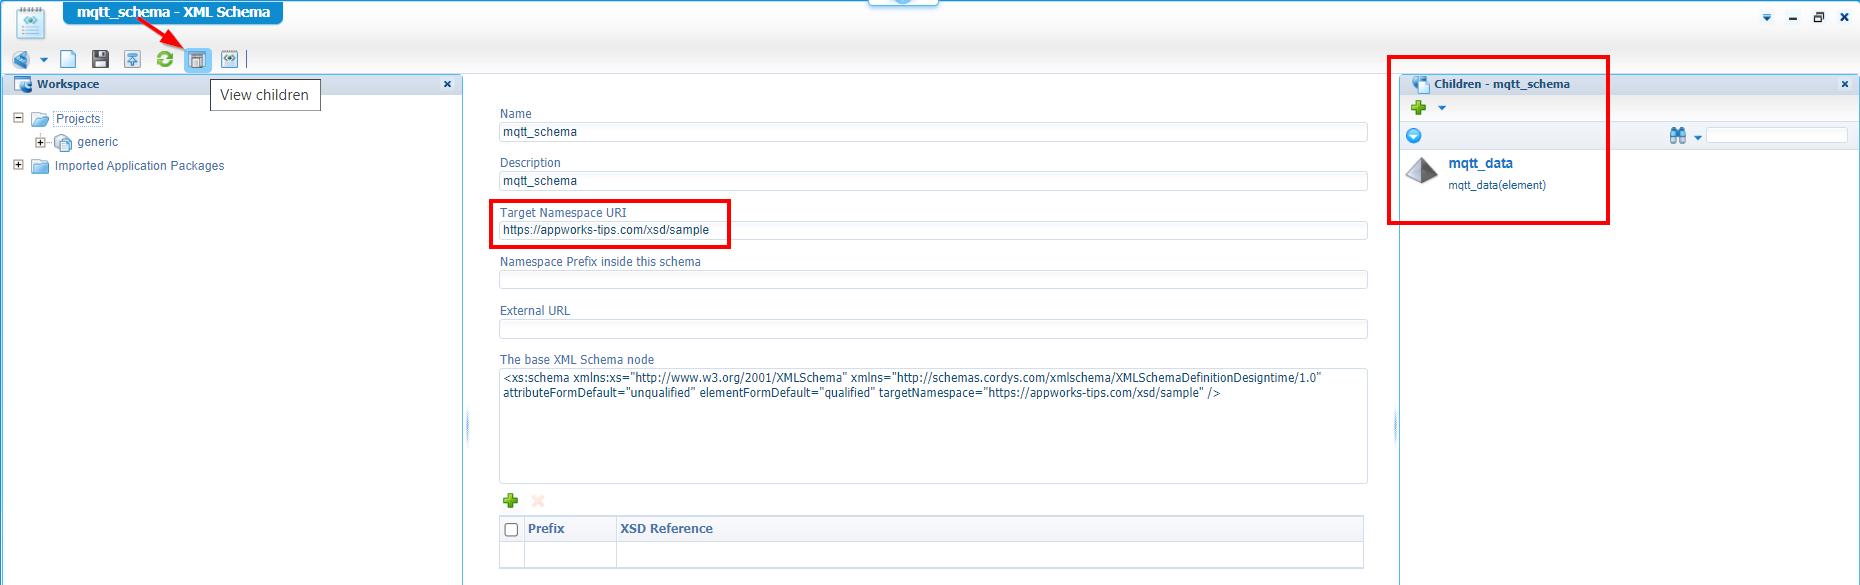 mqtt_schema - XML Schema
View children
Workspace
Projects
generic
Imported Application Packages
Name
mqtt_schema
Description
mqtt_schema
Target Namespace URI
https://appworks-tips.com/xsd/sample
Namespace Prefix inside this schema
External URL
The base XML Schema node
<xs:schema xmlns:xs="http://www.w3.org/2001/XMLSchema" xmlns="http://schemas.cordys.com/xmlschema/XMLSchemaDefinitionDesigntime/1.0"
attributeFormDefault="unqualified" elementFormDefault="qualified" targetNamespace="https://appworks-tips.com/xsd/sample" />
Prefix XSD Reference
Children - mqtt_schema
mqtt_data
mqtt_data(element)